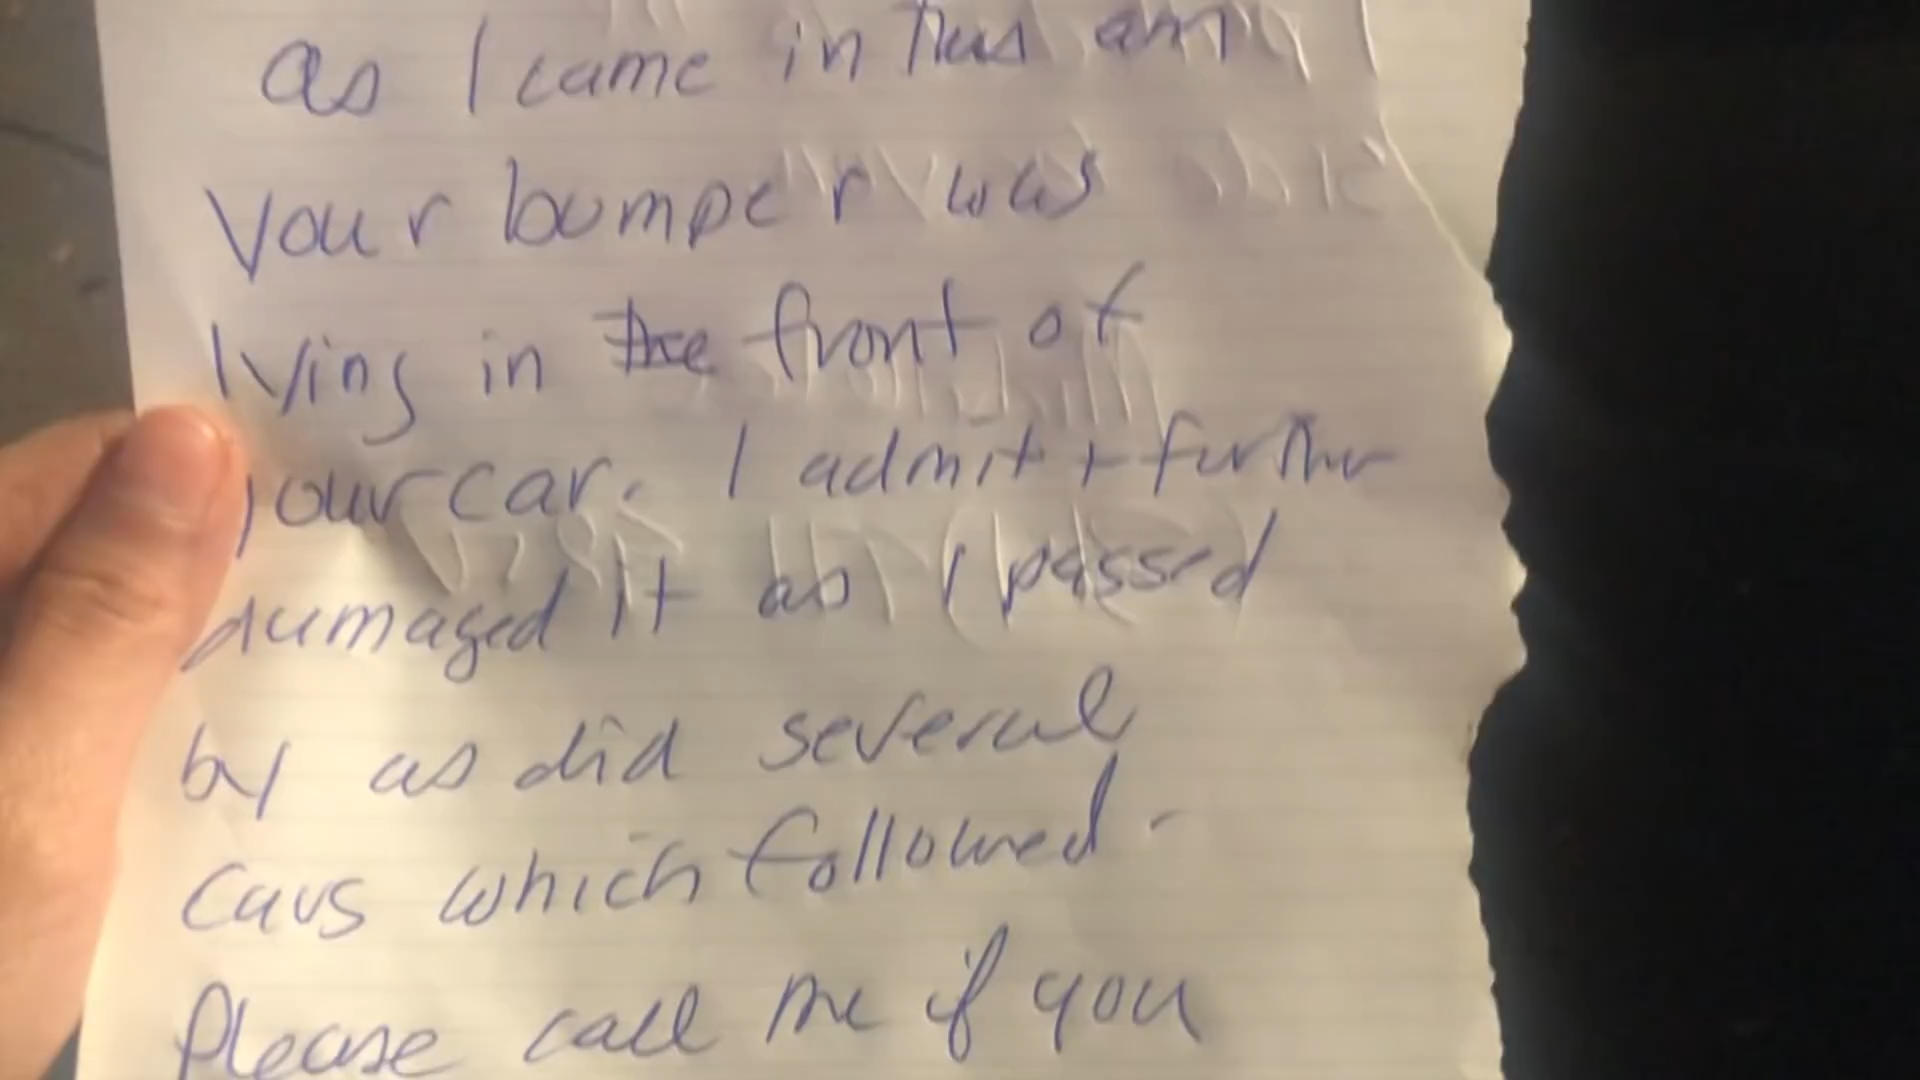 as I came in this am
your bumper was
lying in the front of
your car. I admit + further
damaged it as I passed
by as did several
cars which followed.
Please call me if you